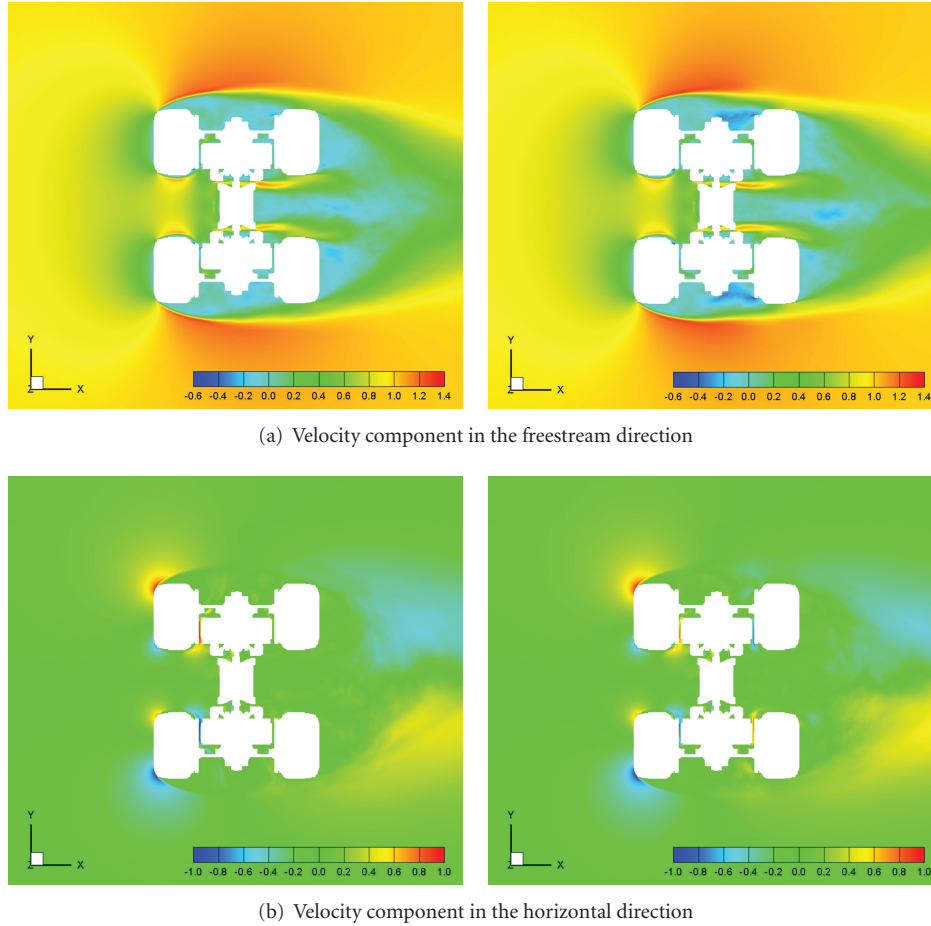 Y
Z X
-0.6 -0.4 -0.2 0.0 0.2 0.4 0.6 0.8 1.0 1.2 1.4
Y
Z X
-0.6 -0.4 -0.2 0.0 0.2 0.4 0.6 0.8 1.0 1.2 1.4
(a) Velocity component in the freestream direction
Y
Z X
-1.0 -0.8 -0.6 -0.4 -0.2 0.0 0.2 0.4 0.6 0.8 1.0
Y
Z X
-1.0 -0.8 -0.6 -0.4 -0.2 0.0 0.2 0.4 0.6 0.8 1.0
(b) Velocity component in the horizontal direction